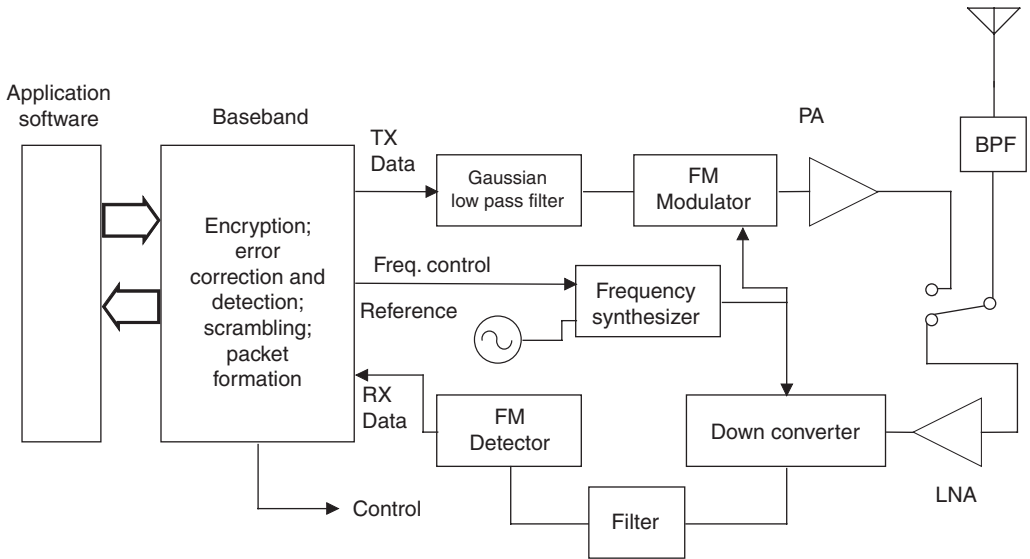 Application
software
Baseband
Encryption;
error
correction and
detection;
scrambling;
packet
formation
TX
Data
Gaussian
low pass filter
FM
Modulator
PA
BPF
Freq. control
Reference
Frequency
synthesizer
RX
Data
FM
Detector
Down converter
LNA
Filter
Control